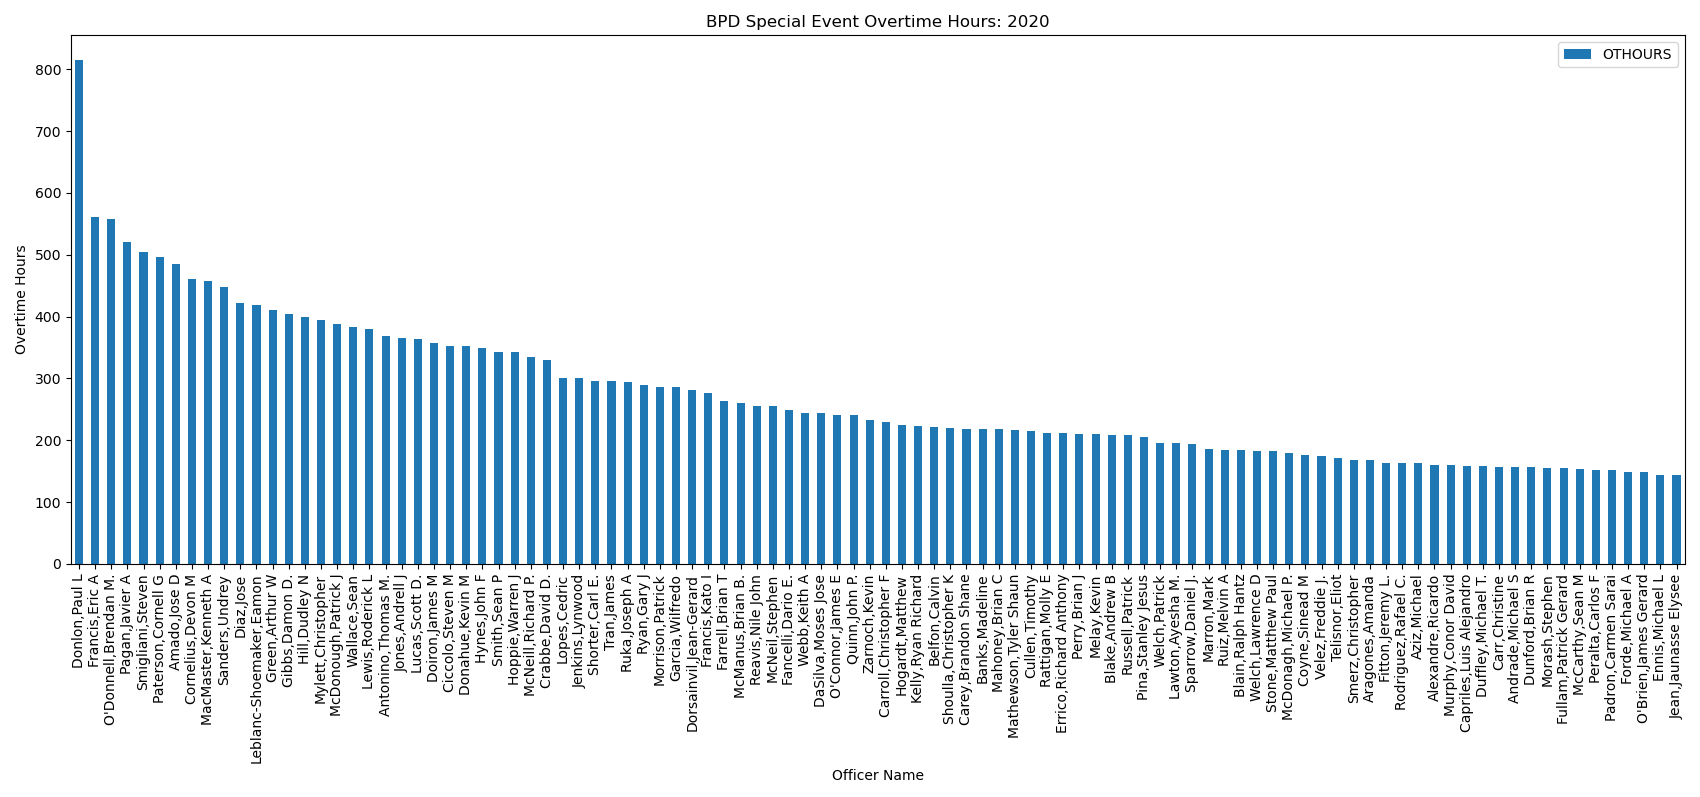 BPD Special Event Overtime Hours: 2020
OTHOURS
800
700
600
500
400
300
200
100
0
Overtime Hours
Donlon,Paul L
Francis,Eric A
O'Donnell,Brendan M.
Pagan,Javier A
Smigliani,Steven
Paterson,Cornell G
Amado,Jose D
Cornelius,Devon M
MacMaster,Kenneth A
Sanders,Undrey
Diaz,Jose
Leblanc-Shoemaker,Eamon
Green,Arthur W
Gibbs,Damon D.
Hill,Dudley N
Mylett,Christopher
McDonough,Patrick J
Wallace,Sean
Lewis,Roderick L
Antonino,Thomas M.
Jones,Andrell J
Lucas,Scott D.
Doiron,James M
Ciccolo,Steven M
Donahue,Kevin M
Hynes,John F
Smith,Sean P
Hoppie,Warren J
McNeill,Richard P.
Crabbe,David D.
Lopes,Cedric
Jenkins,Lynwood
Shorter,Carl E.
Tran,James
Ruka,Joseph A
Ryan,Gary J
Morrison,Patrick
Garcia,Wilfredo
Dorsainvil,Jean-Gerard
Francis,Kato I
Farrell,Brian T
McManus,Brian B.
Reavis,Nile John
McNeil,Stephen
Fancelli,Dario E.
Webb,Keith A
DaSilva,Moses Jose
O'Connor,James E
Quinn,John P.
Zarnoch,Kevin
Carroll,Christopher F
Hogardt,Matthew
Kelly,Ryan Richard
Belfon,Calvin
Shoulla,Christopher K
Carey,Brandon Shane
Banks,Madeline
Mahoney,Brian C
Mathewson,Tyler Shaun
Cullen,Timothy
Rattigan,Molly E
Errico,Richard Anthony
Perry,Brian J
Melay,Kevin
Blake,Andrew B
Russell,Patrick
Pina,Stanley Jesus
Welch,Patrick
Lawton,Ayesha M.
Sparrow,Daniel J.
Marron,Mark
Ruiz,Melvin A
Blain,Ralph Hantz
Welch,Lawrence D
Stone,Matthew Paul
McDonagh,Michael P.
Coyne,Sinead M
Velez,Freddie J.
Telisnor,Eliot
Smerz,Christopher
Aragones,Amanda
Fitton,Jeremy L.
Rodriguez,Rafael C.
Aziz,Michael
Alexandre,Ricardo
Murphy,Conor David
Capriles,Luis Alejandro
Duffley,Michael T.
Carr,Christine
Andrade,Michael S
Dunford,Brian R
Morash,Stephen
Fullam,Patrick Gerard
McCarthy,Sean M
Peralta,Carlos F
Padron,Carmen Sarai
Forde,Michael A
O'Brien,James Gerard
Ennis,Michael L
Jean,Jaunasse Elysee
Officer Name